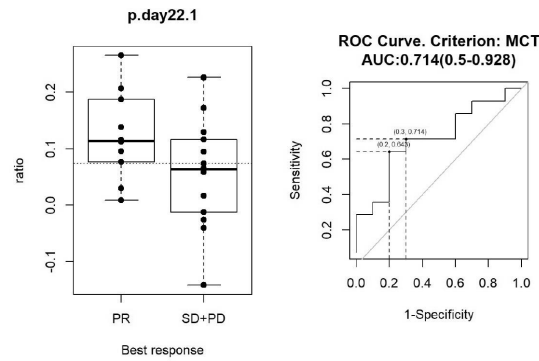 p.day22.1
ratio
0.2
0.1
0.0
-0.1
PR
SD+PD
Best response
ROC Curve. Criterion: MCT
AUC:0.714(0.5-0.928)
Sensitivity
1.0
0.8
0.6
0.4
0.2
(0.3, 0.714)
(0.2, 0.643)
0.0 0.2 0.4 0.6 0.8 1.0
1-Specificity